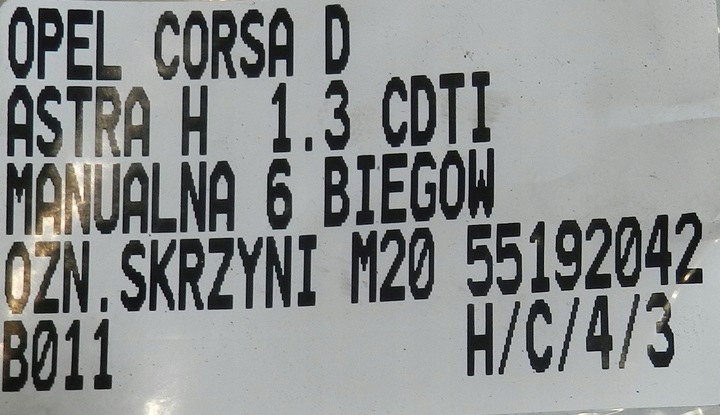 OPEL CORSA D
ASTRA H 1.3 CDTI
MANUALNA 6 BIEGOW
OZN.SKRZYNI M20 55192042
B011 H/C/4/3